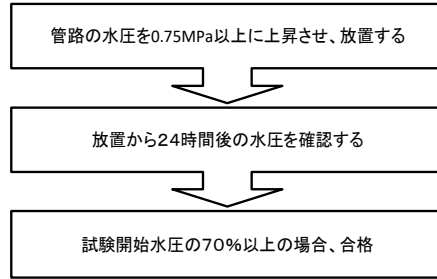 管路の水圧を0.75MPa以上に上昇させ、放置する
放置から24時間後の水圧を確認する
試験開始水圧の70%以上の場合、合格